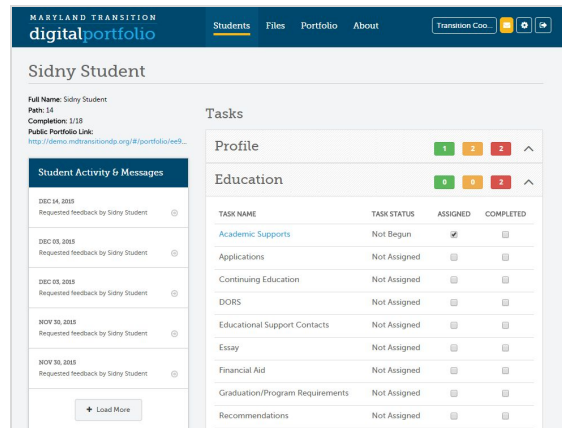 MARYLAND TRANSITION
digitalportfolio
Students Files Portfolio About
Transition Coo...
Sidny Student
Full Name: Sidny Student
Path: 14
Completion: 1/18
Public Portfolio Link:
http://demo.mdtransitiondp.org/#/portfolio/ee9...
Student Activity & Messages
DEC 14, 2015
Requested feedback by Sidny Student
DEC 03, 2015
Requested feedback by Sidny Student
DEC 03, 2015
Requested feedback by Sidny Student
NOV 30, 2015
Requested feedback by Sidny Student
NOV 30, 2015
Requested feedback by Sidny Student
+ Load More
Tasks
Profile 1 2 2
Education 0 0 2
TASK NAME TASK STATUS ASSIGNED COMPLETED
Academic Supports Not Begun
Applications Not Assigned
Continuing Education Not Assigned
DORS Not Assigned
Educational Support Contacts Not Assigned
Essay Not Assigned
Financial Aid Not Assigned
Graduation/Program Requirements Not Assigned
Recommendations Not Assigned